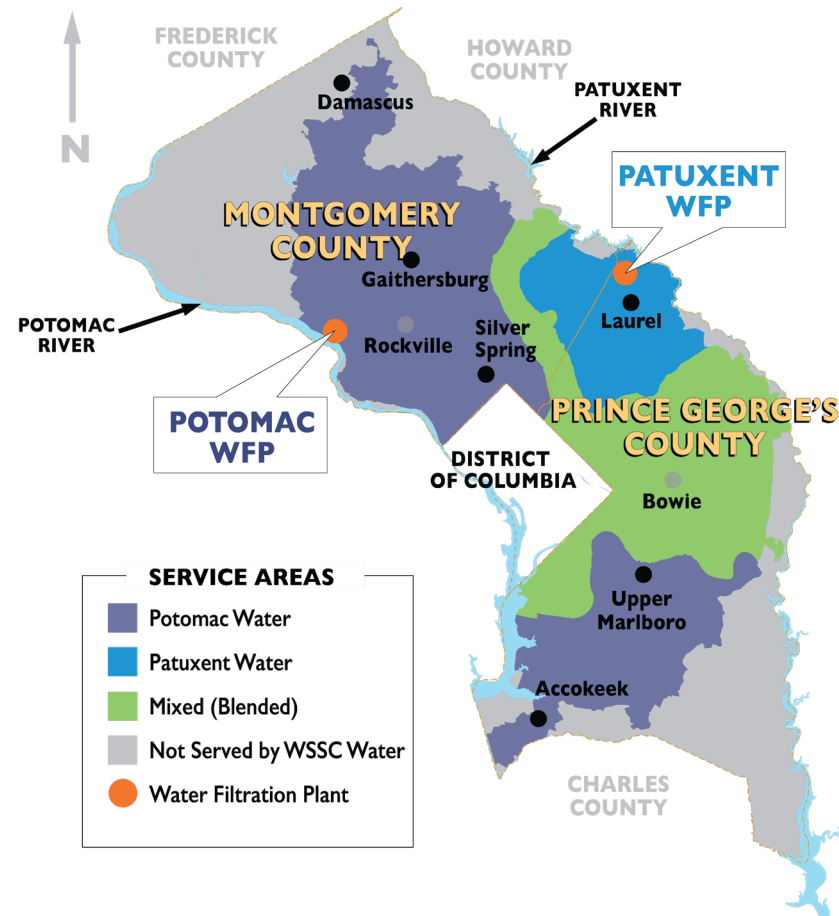 FREDERICK
COUNTY
HOWARD
COUNTY
PATUXENT
RIVER
Damascus
N
PATUXENT
WFP
MONTGOMERY
COUNTY
Gaithersburg
Laurel
POTOMAC
RIVER
Rockville
Silver
Spring
POTOMAC
WFP
PRINCE GEORGE'S
COUNTY
DISTRICT
OF COLUMBIA
Bowie
Upper
Marlboro
Accokeek
CHARLES
COUNTY
SERVICE AREAS
Potomac Water
Patuxent Water
Mixed (Blended)
Not Served by WSSC Water
Water Filtration Plant